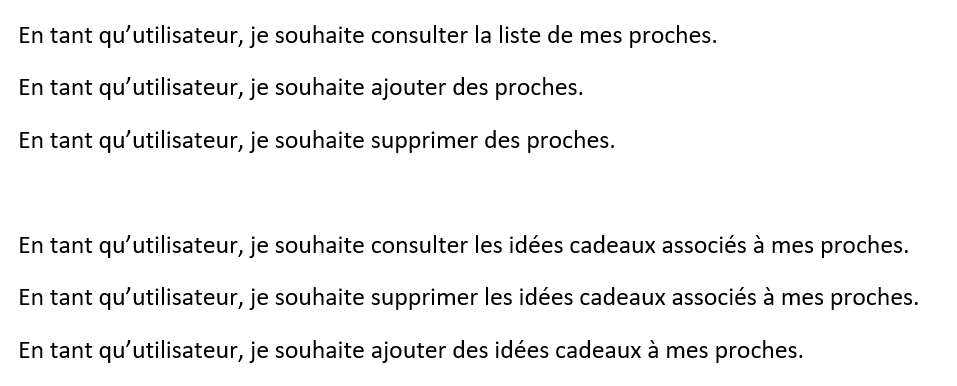 En tant qu’utilisateur, je souhaite consulter la liste de mes proches.
En tant qu’utilisateur, je souhaite ajouter des proches.
En tant qu’utilisateur, je souhaite supprimer des proches.
En tant qu’utilisateur, je souhaite consulter les idées cadeaux associés à mes proches.
En tant qu’utilisateur, je souhaite supprimer les idées cadeaux associés à mes proches.
En tant qu’utilisateur, je souhaite ajouter des idées cadeaux à mes proches.